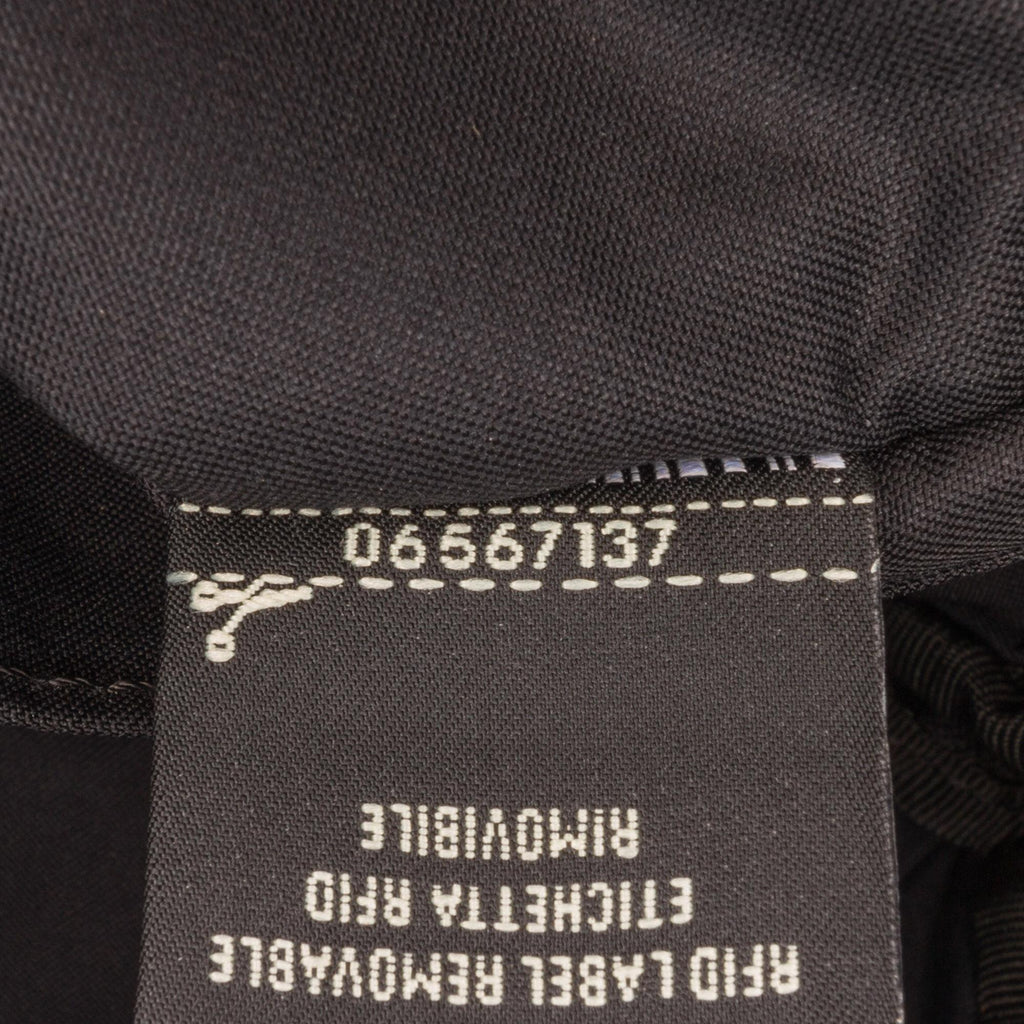 06567137
RFID LABEL REMOVABLE
ETICHETTA RFID
RIMOVIBILE